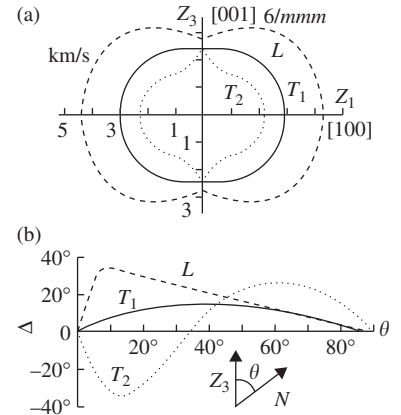 (a)
Z3 [001] 6/mmm
km/s
L
T2 T1 Z1
5 3 1 [100]
1
3
(b)
40°
20°
0
−20°
−40°
Δ
L
T1
T2
20° 40° 60° 80° θ
Z3 θ N